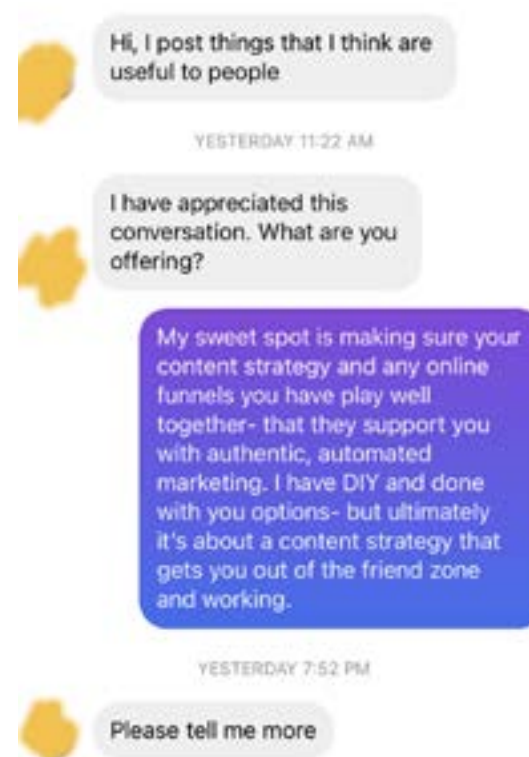 Hi, I post things that I think are
useful to people
YESTERDAY 11:22 AM
I have appreciated this
conversation. What are you
offering?
My sweet spot is making sure your
content strategy and any online
funnels you have play well
together- that they support you
with authentic, automated
marketing. I have DIY and done
with you options- but ultimately
it's about a content strategy that
gets you out of the friend zone
and working.
YESTERDAY 7:52 PM
Please tell me more